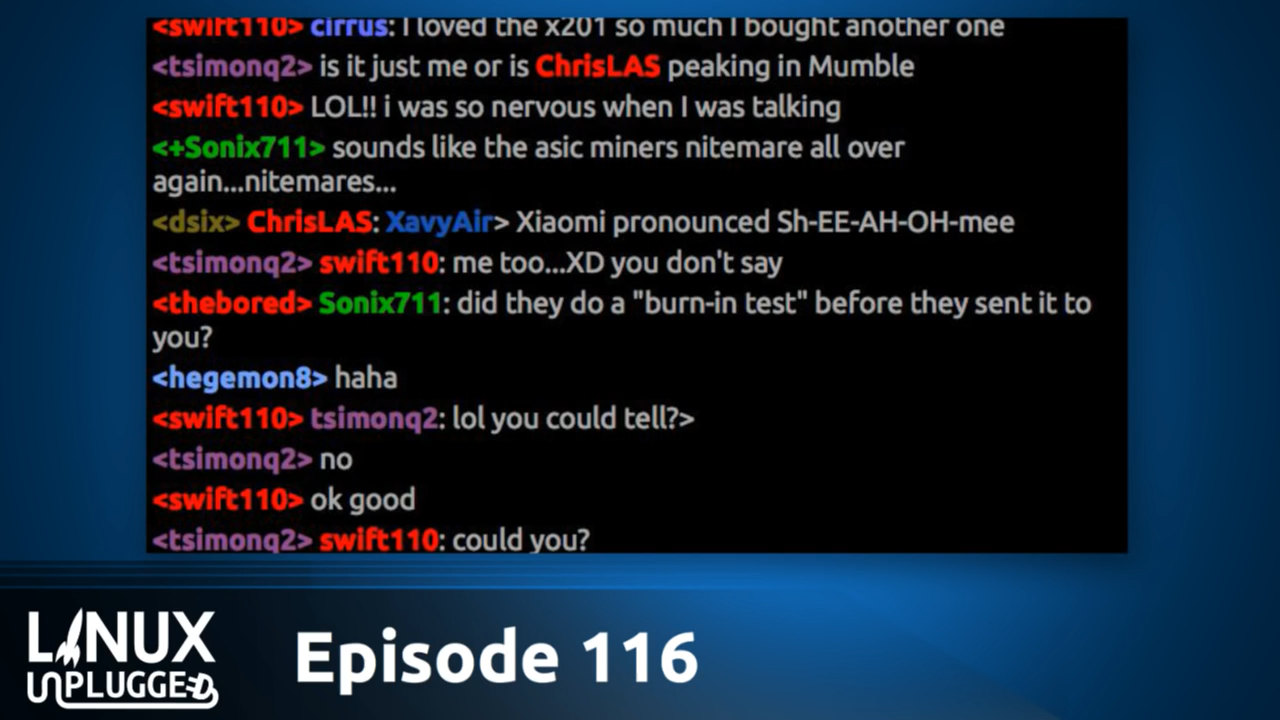 <swift110> cirrus: I loved the x201 so much I bought another one
<tsimonq2> is it just me or is ChrisLAS peaking in Mumble
<swift110> LOL!! i was so nervous when I was talking
<+Sonix711> sounds like the asic miners nitemare all over
again...nitemares...
<dsix> ChrisLAS: XavyAir> Xiaomi pronounced Sh-EE-AH-OH-mee
<tsimonq2> swift110: me too...XD you don't say
<thebored> Sonix711: did they do a "burn-in test" before they sent it to
you?
<hegemon8> haha
<swift110> tsimonq2: lol you could tell?>
<tsimonq2> no
<swift110> ok good
<tsimonq2> swift110: could you?
LINUX
UNPLUGGED
Episode 116